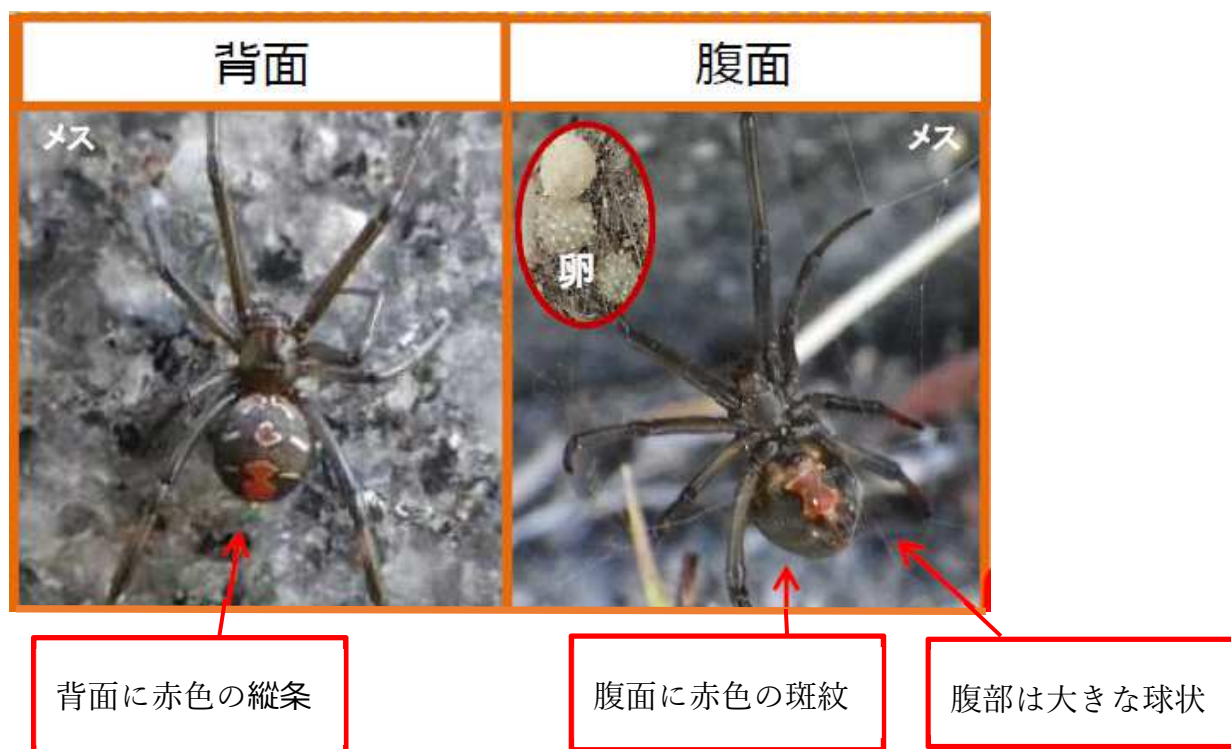 背面
腹面
メス
メス
卵
背面に赤色の縦条
腹面に赤色の斑紋
腹部は大きな球状